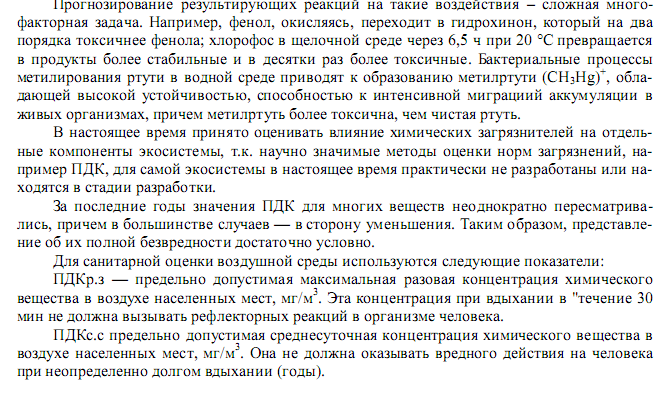 Прогнозирование результирующих реакций на такие воздействия – сложная много-
факторная задача. Например, фенол, окисляясь, переходит в гидрохинон, который на два
порядка токсичнее фенола; хлорофос в щелочной среде через 6,5 ч при 20 °С превращается
в продукты более стабильные и в десятки раз более токсичные. Бактериальные процессы
метилирования ртути в водной среде приводят к образованию метилртути (CH₃Hg)⁺, обла-
дающей высокой устойчивостью, способностью к интенсивной миграциий аккумуляции в
живых организмах, причем метилртуть более токсична, чем чистая ртуть.
В настоящее время принято оценивать влияние химических загрязнителей на отдель-
ные компоненты экосистемы, т.к. научно значимые методы оценки норм загрязнений, на-
пример ПДК, для самой экосистемы в настоящее время практически не разработаны или на-
ходятся в стадии разработки.
За последние годы значения ПДК для многих веществ неоднократно пересматрива-
лись, причем в большинстве случаев — в сторону уменьшения. Таким образом, представле-
ние об их полной безвредности достаточно условно.
Для санитарной оценки воздушной среды используются следующие показатели:
ПДКр.з — предельно допустимая максимальная разовая концентрация химического
вещества в воздухе населенных мест, мг/м³. Эта концентрация при вдыхании в "течение 30
мин не должна вызывать рефлекторных реакций в организме человека.
ПДКс.с предельно допустимая среднесуточная концентрация химического вещества в
воздухе населенных мест, мг/м³. Она не должна оказывать вредного действия на человека
при неопределенно долгом вдыхании (годы).